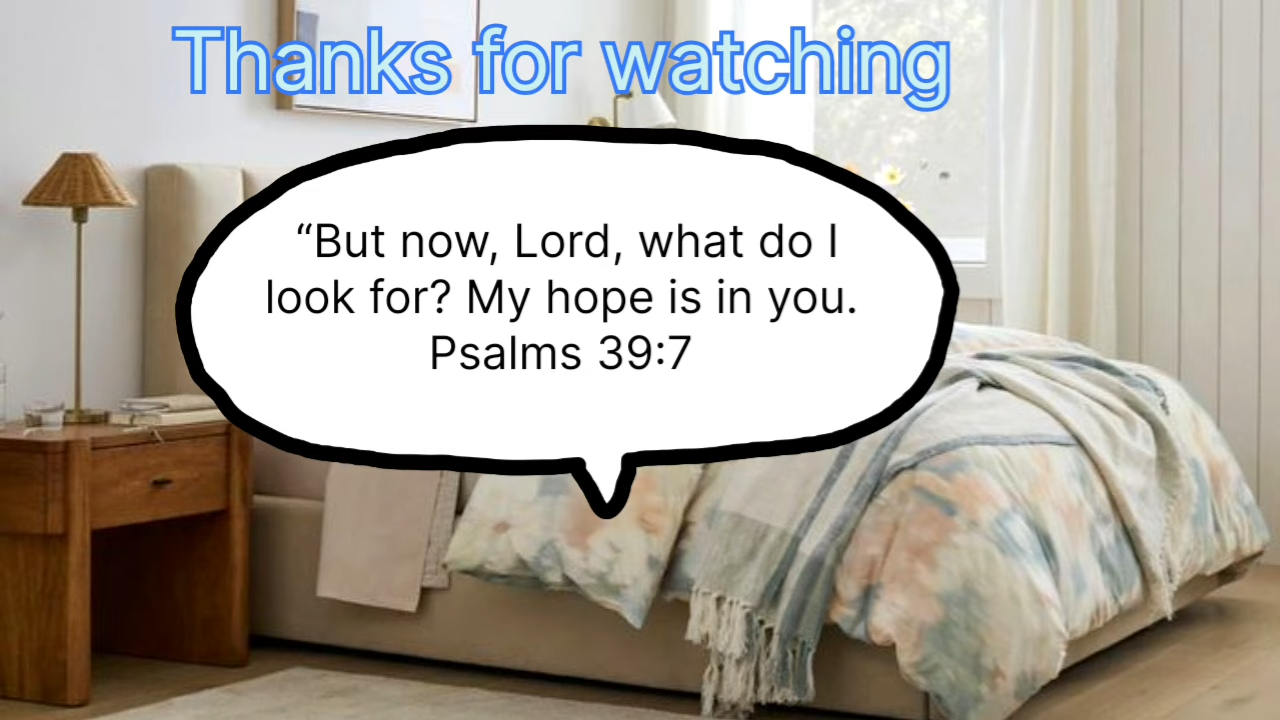 Thanks for watching
“But now, Lord, what do I
look for? My hope is in you.
Psalms 39:7